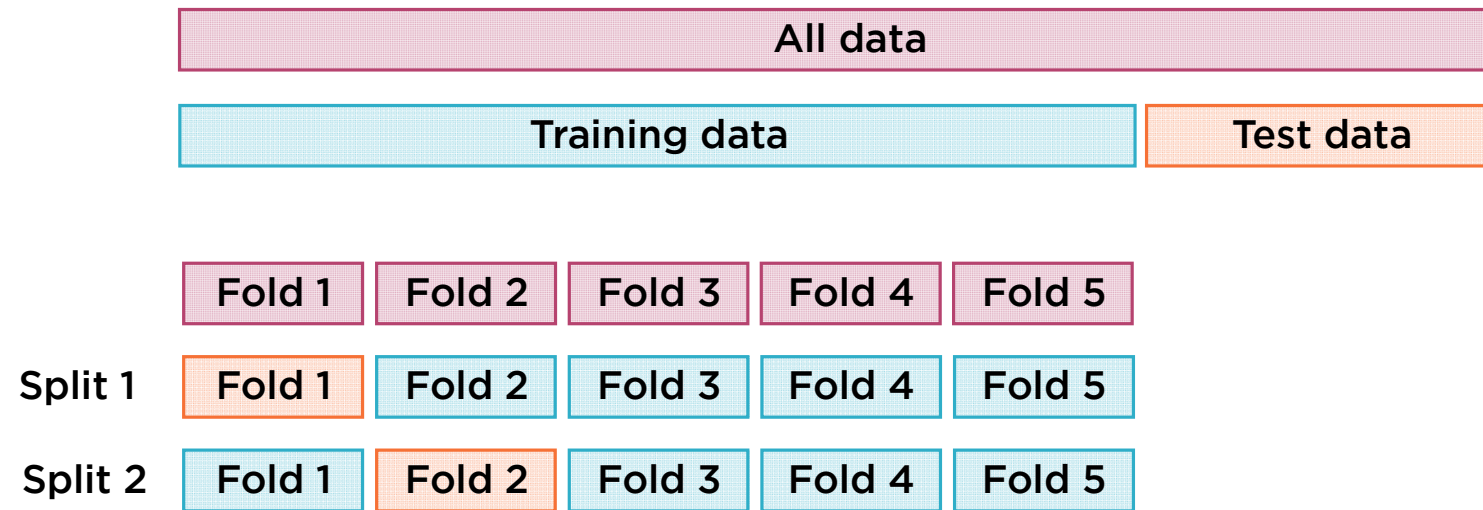 All data
Training data Test data
Fold 1 Fold 2 Fold 3 Fold 4 Fold 5
Split 1 Fold 1 Fold 2 Fold 3 Fold 4 Fold 5
Split 2 Fold 1 Fold 2 Fold 3 Fold 4 Fold 5